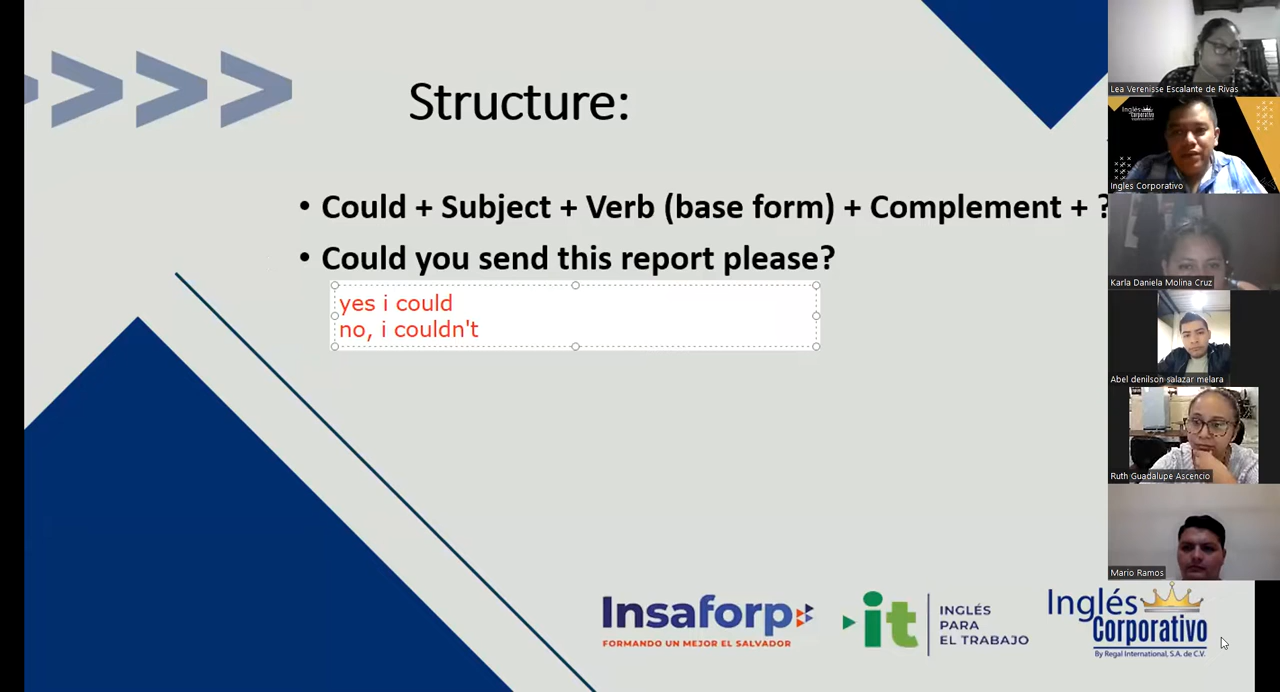 Structure:
• Could + Subject + Verb (base form) + Complement + ?
• Could you send this report please?
yes i could
no, i couldn't
Insaforp
FORMANDO UN MEJOR EL SALVADOR
it
INGLÉS
PARA
EL TRABAJO
Inglés
Corporativo
By Regal International, S.A. de C.V.
Lea Verenisse Escalante de Rivas
Inglés
Corporativo
Ingles Corporativo
Karla Daniela Molina Cruz
Abel denilson salazar melara
Ruth Guadalupe Ascencio
Mario Ramos